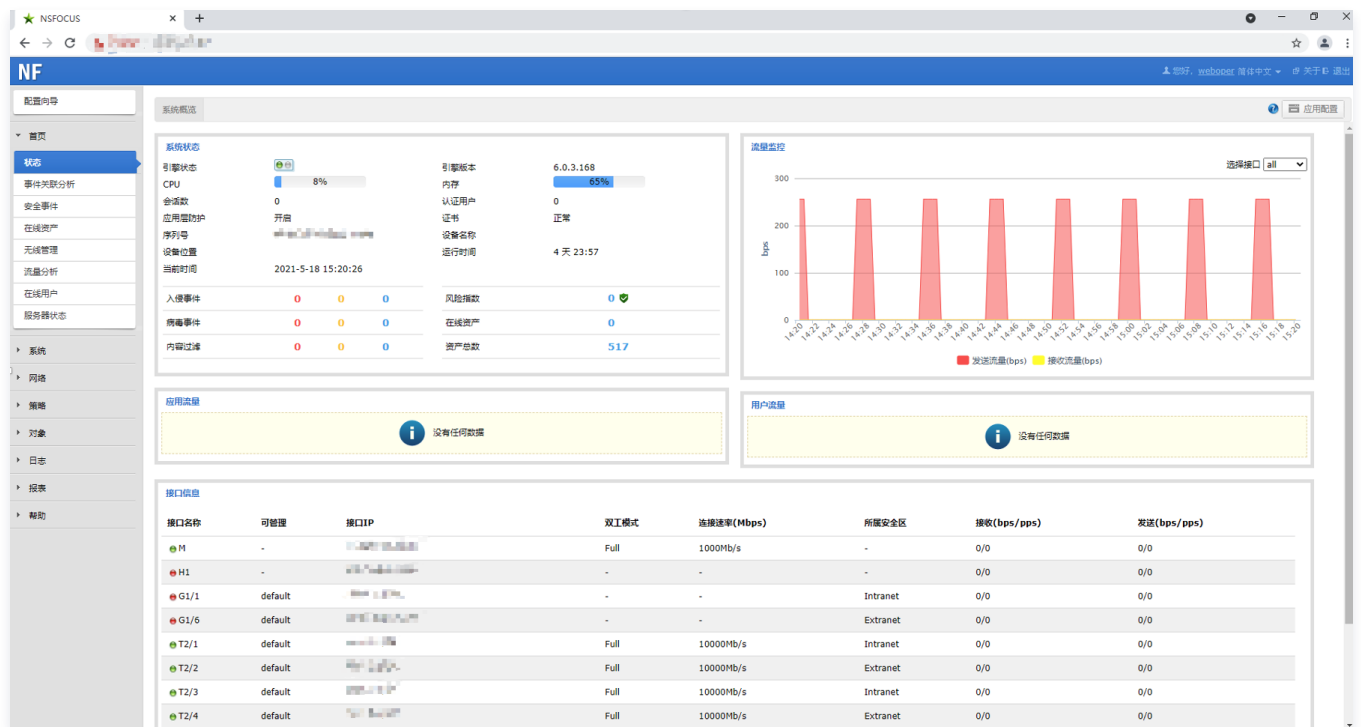 NSFOCUS
NF
您好, weboper 简体中文 关于 退出
配置向导
首页
状态
事件关联分析
安全事件
在线资产
无线管理
流量分析
在线用户
服务器状态
系统
网络
策略
对象
日志
报表
帮助
系统概览
应用配置
系统状态
引擎状态
引擎版本 6.0.3.168
CPU 8%
内存 65%
会话数 0
认证用户 0
应用层防护 开启
证书 正常
序列号
设备名称
设备位置
运行时间 4 天 23:57
当前时间 2021-5-18 15:20:26
入侵事件 0 0 0
风险指数 0
病毒事件 0 0 0
在线资产 0
内容过滤 0 0 0
资产总数 517
流量监控
选择接口 all
300
200
100
0
bps
14:20 14:22 14:24 14:26 14:28 14:30 14:32 14:34 14:36 14:38 14:40 14:42 14:44 14:46 14:48 14:50 14:52 14:54 14:56 14:58 15:00 15:02 15:04 15:06 15:08 15:10 15:12 15:14 15:16 15:18 15:20
发送流量(bps) 接收流量(bps)
应用流量
没有任何数据
用户流量
没有任何数据
接口信息
接口名称 可管理 接口IP 双工模式 连接速率(Mbps) 所属安全区 接收(bps/pps) 发送(bps/pps)
M - Full 1000Mb/s - 0/0 0/0
H1 - - - - 0/0 0/0
G1/1 default - - Intranet 0/0 0/0
G1/6 default - - Extranet 0/0 0/0
T2/1 default Full 10000Mb/s Intranet 0/0 0/0
T2/2 default Full 10000Mb/s Extranet 0/0 0/0
T2/3 default Full 10000Mb/s Intranet 0/0 0/0
T2/4 default Full 10000Mb/s Extranet 0/0 0/0